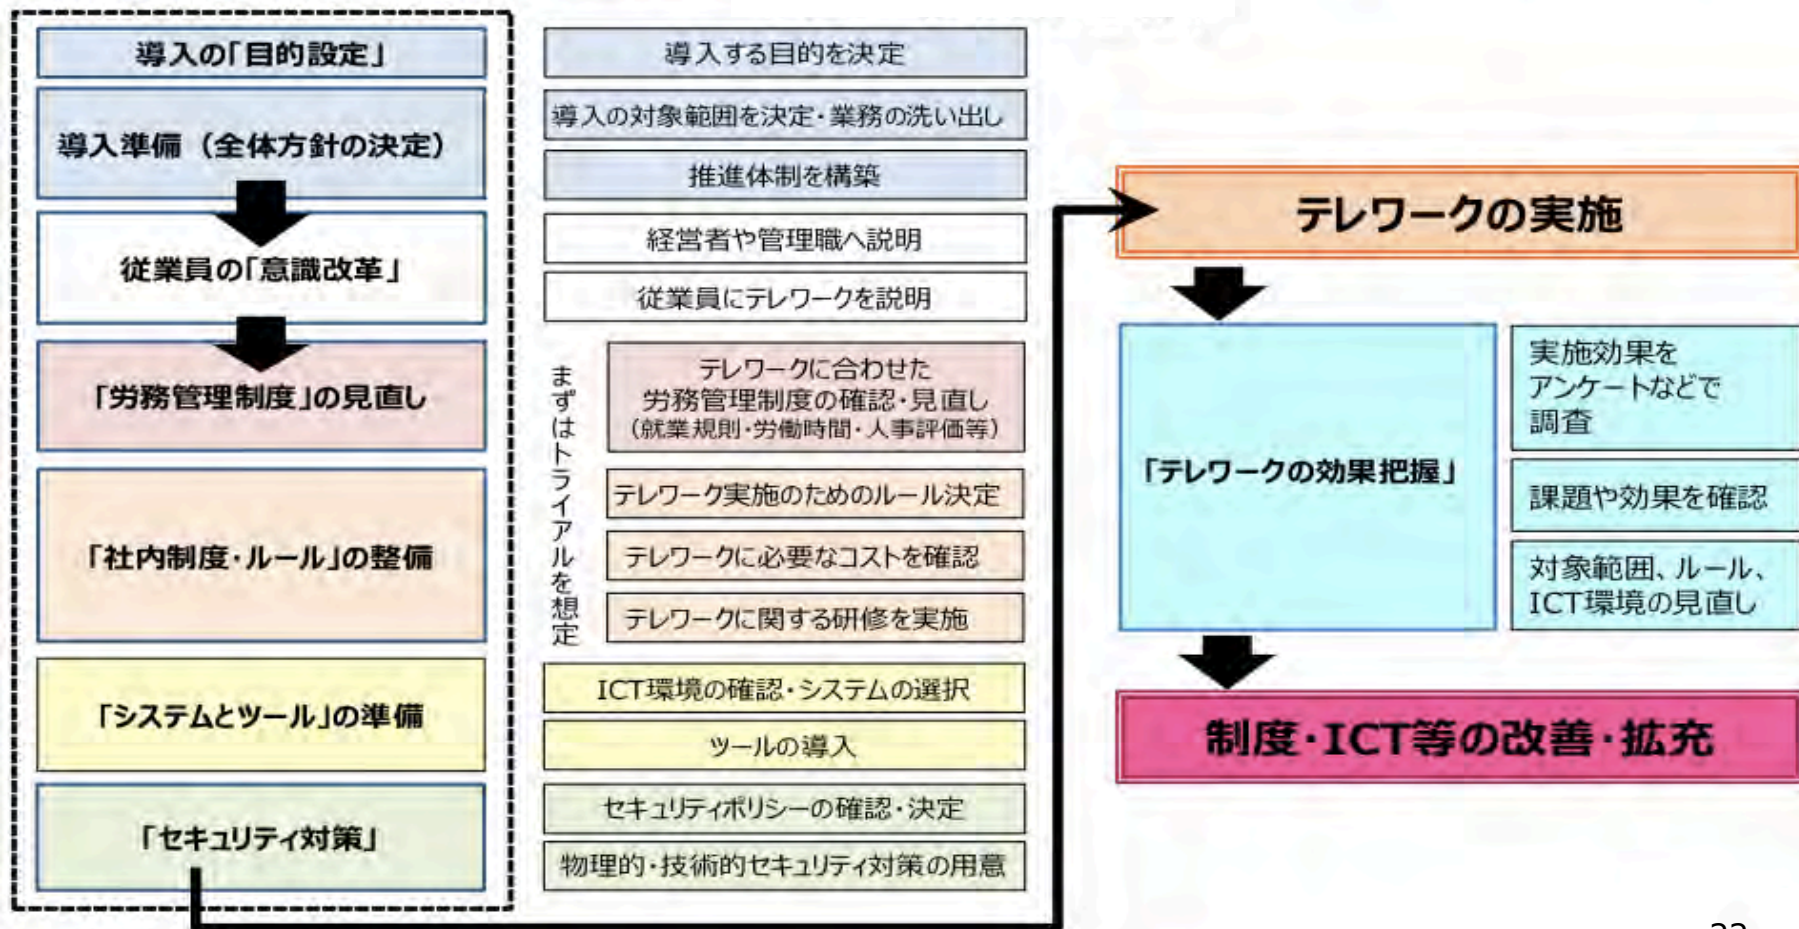 導入の「目的設定」
導入準備（全体方針の決定）
従業員の「意識改革」
「労務管理制度」の見直し
「社内制度・ルール」の整備
「システムとツール」の準備
「セキュリティ対策」
導入する目的を決定
導入の対象範囲を決定・業務の洗い出し
推進体制を構築
経営者や管理職へ説明
従業員にテレワークを説明
まずはトライアルを想定
テレワークに合わせた
労務管理制度の確認・見直し
（就業規則・労働時間・人事評価等）
テレワーク実施のためのルール決定
テレワークに必要なコストを確認
テレワークに関する研修を実施
ICT環境の確認・システムの選択
ツールの導入
セキュリティポリシーの確認・決定
物理的・技術的セキュリティ対策の用意
テレワークの実施
「テレワークの効果把握」
実施効果を
アンケートなどで
調査
課題や効果を確認
対象範囲、ルール、
ICT環境の見直し
制度・ICT等の改善・拡充